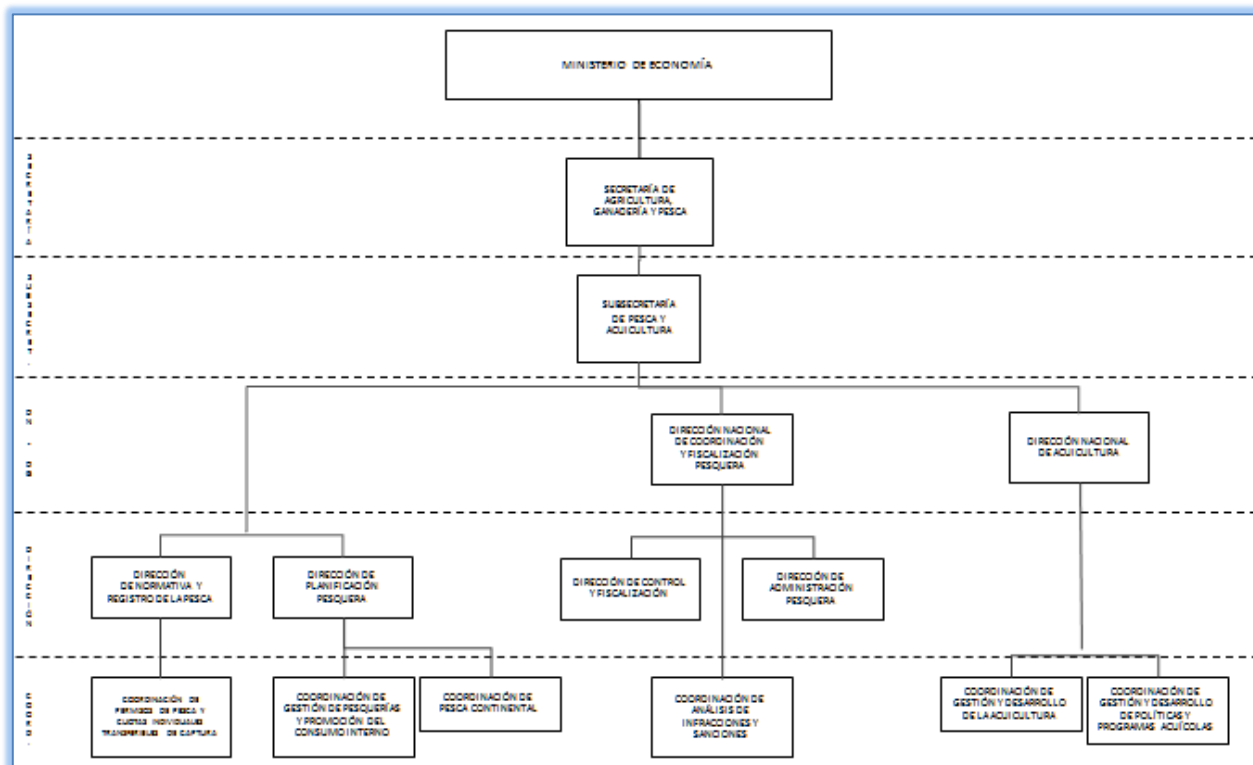 MINISTERIO DE ECONOMÍA
SECRETARÍA
SECRETARÍA DE
AGRICULTURA,
GANADERÍA Y PESCA
SUBSECRET.
SUBSECRETARÍA
DE PESCA Y
ACUICULTURA
DIRECCIÓN NACIONAL
DE COORDINACIÓN
Y FISCALIZACIÓN
PESQUERA
DIRECCIÓN NACIONAL
DE ACUICULTURA
DIRECCIÓN
DIRECCIÓN
DE NORMATIVA Y
REGISTRO DE LA PESCA
DIRECCIÓN DE
PLANIFICACIÓN
PESQUERA
DIRECCIÓN DE CONTROL
Y FISCALIZACIÓN
DIRECCIÓN DE
ADMINISTRACIÓN
PESQUERA
COORD.
COORDINACIÓN DE
PERMISOS DE PESCA Y
CUOTAS INDIVIDUALES
TRANSFERIBLES DE CAPTURA
COORDINACIÓN DE
GESTIÓN DE PESQUERÍAS
Y PROMOCIÓN DEL
CONSUMO INTERNO
COORDINACIÓN DE
PESCA CONTINENTAL
COORDINACIÓN DE
ANÁLISIS DE
INFRACCIONES Y
SANCIONES
COORDINACIÓN DE
GESTIÓN Y DESARROLLO
DE LA ACUICULTURA
COORDINACIÓN DE
GESTIÓN Y DESARROLLO
DE POLÍTICAS Y
PROGRAMAS ACUÍCOLAS